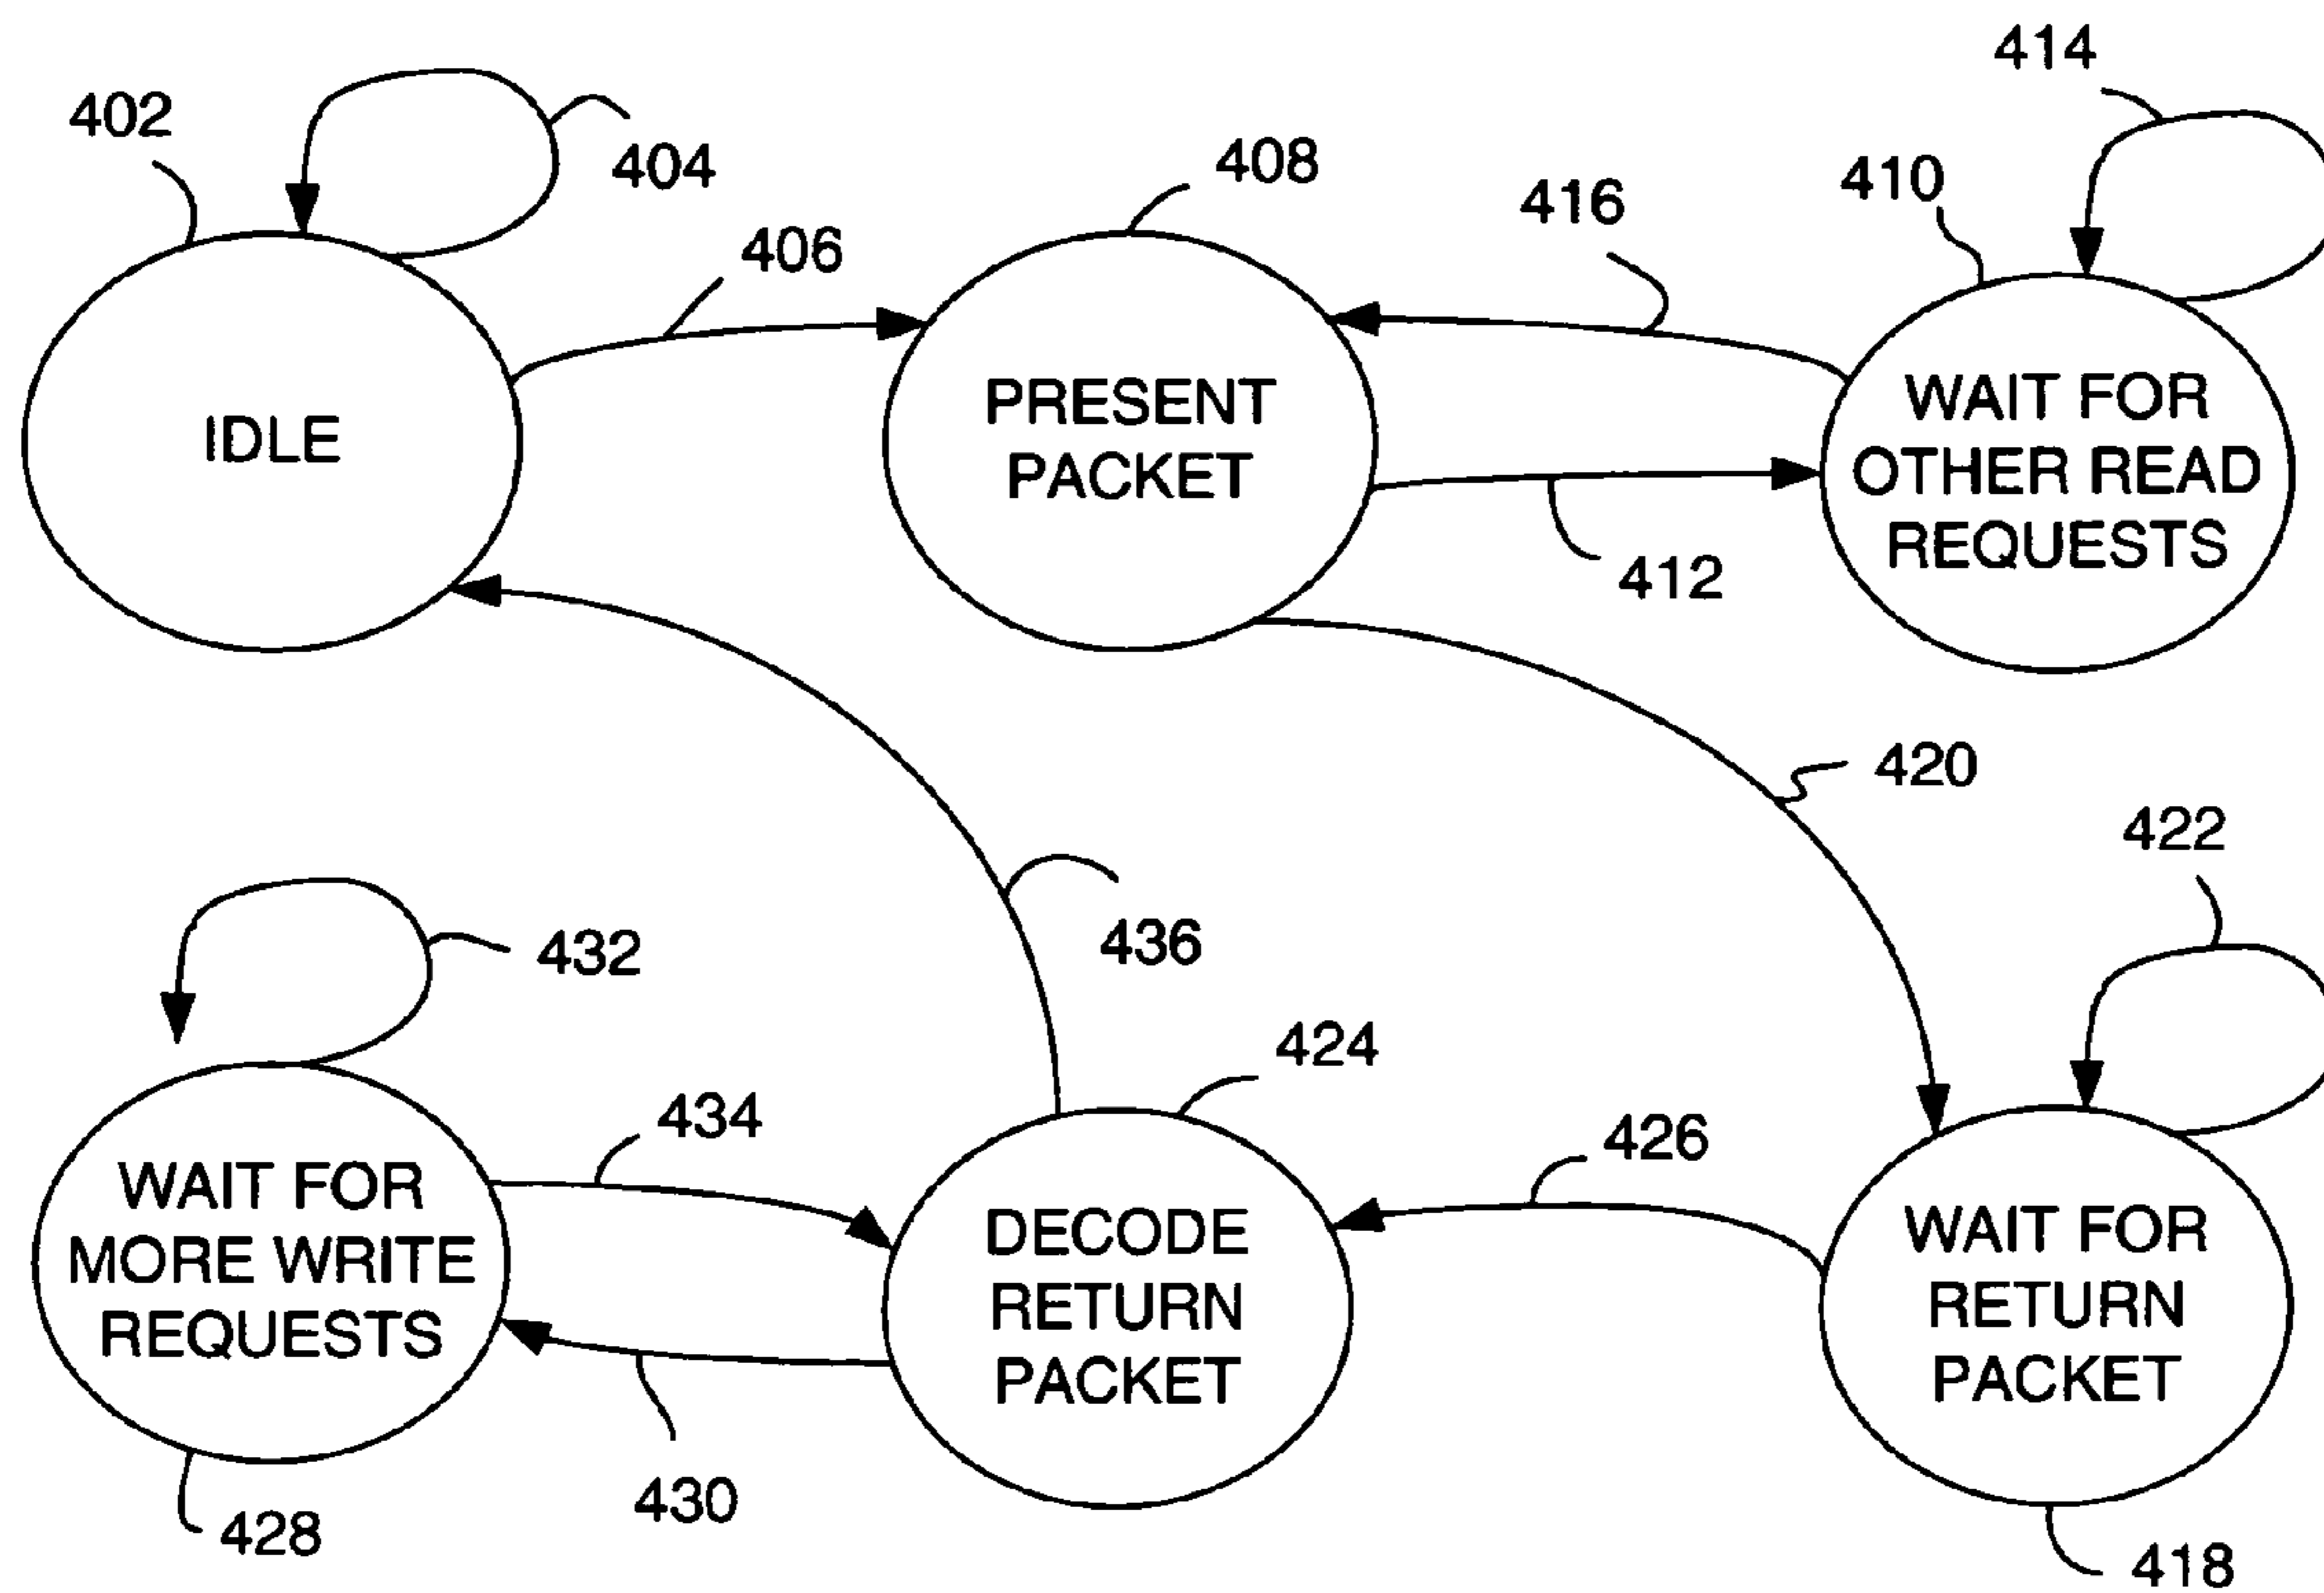 414
402
404
408
410
416
406
IDLE
PRESENT
PACKET
WAIT FOR
OTHER READ
REQUESTS
412
420
422
432
436
424
434
426
WAIT FOR
MORE WRITE
REQUESTS
DECODE
RETURN
PACKET
WAIT FOR
RETURN
PACKET
430
428
418